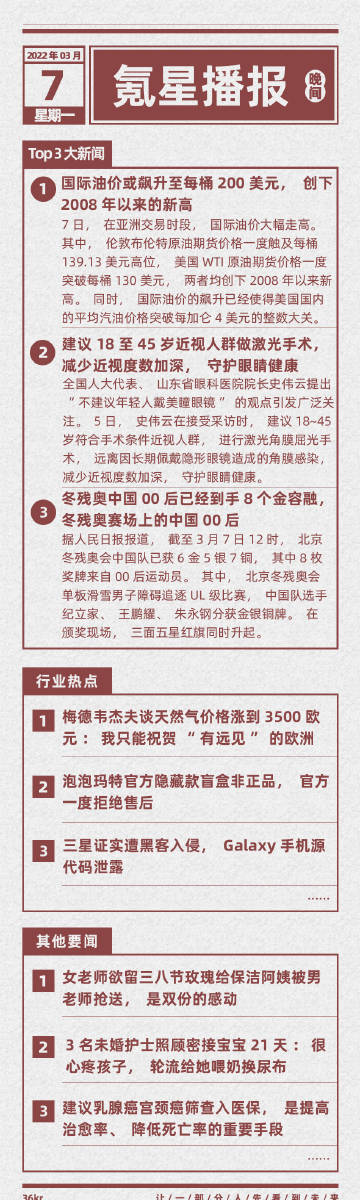 2022 年 03 月
7
星期一
氪星播报
晚间
Top 3 大新闻
1
国际油价或飙升至每桶 200 美元， 创下
2008 年以来的新高
7 日， 在亚洲交易时段， 国际油价大幅走高。
其中， 伦敦布伦特原油期货价格一度触及每桶
139.13 美元高位， 美国 WTI 原油期货价格一度
突破每桶 130 美元， 两者均创下 2008 年以来新
高。 同时， 国际油价的飙升已经使得美国国内
的平均汽油价格突破每加仑 4 美元的整数大关。
2
建议 18 至 45 岁近视人群做激光手术，
减少近视度数加深， 守护眼睛健康
全国人大代表、 山东省眼科医院院长史伟云提出
“ 不建议年轻人戴美瞳眼镜 ” 的观点引发广泛关
注。 5 日， 史伟云在接受采访时， 建议 18~45
岁符合手术条件近视人群， 进行激光角膜屈光手
术， 远离因长期佩戴隐形眼镜造成的角膜感染，
减少近视度数加深， 守护眼睛健康。
3
冬残奥中国 00 后已经到手 8 个金容融，
冬残奥赛场上的中国 00 后
据人民日报报道， 截至 3 月 7 日 12 时， 北京
冬残奥会中国队已获 6 金 5 银 7 铜， 其中 8 枚
奖牌来自 00 后运动员。 其中， 北京冬残奥会
单板滑雪男子障碍追逐 UL 级比赛， 中国队选手
纪立家、 王鹏耀、 朱永钢分获金银铜牌。 在
颁奖现场， 三面五星红旗同时升起。
行业热点
1
梅德韦杰夫谈天然气价格涨到 3500 欧
元： 我只能祝贺 “ 有远见 ” 的欧洲
2
泡泡玛特官方隐藏款盲盒非正品， 官方
一度拒绝售后
3
三星证实遭黑客入侵， Galaxy 手机源
代码泄露
......
其他要闻
1
女老师欲留三八节玫瑰给保洁阿姨被男
老师抢送， 是双份的感动
2
3 名未婚护士照顾密接宝宝 21 天： 很
心疼孩子， 轮流给她喂奶换尿布
3
建议乳腺癌宫颈癌筛查入医保， 是提高
治愈率、 降低死亡率的重要手段
......
36kr
让 / 一 / 部 / 分 / 人 / 先 / 看 / 到 / 未 / 来